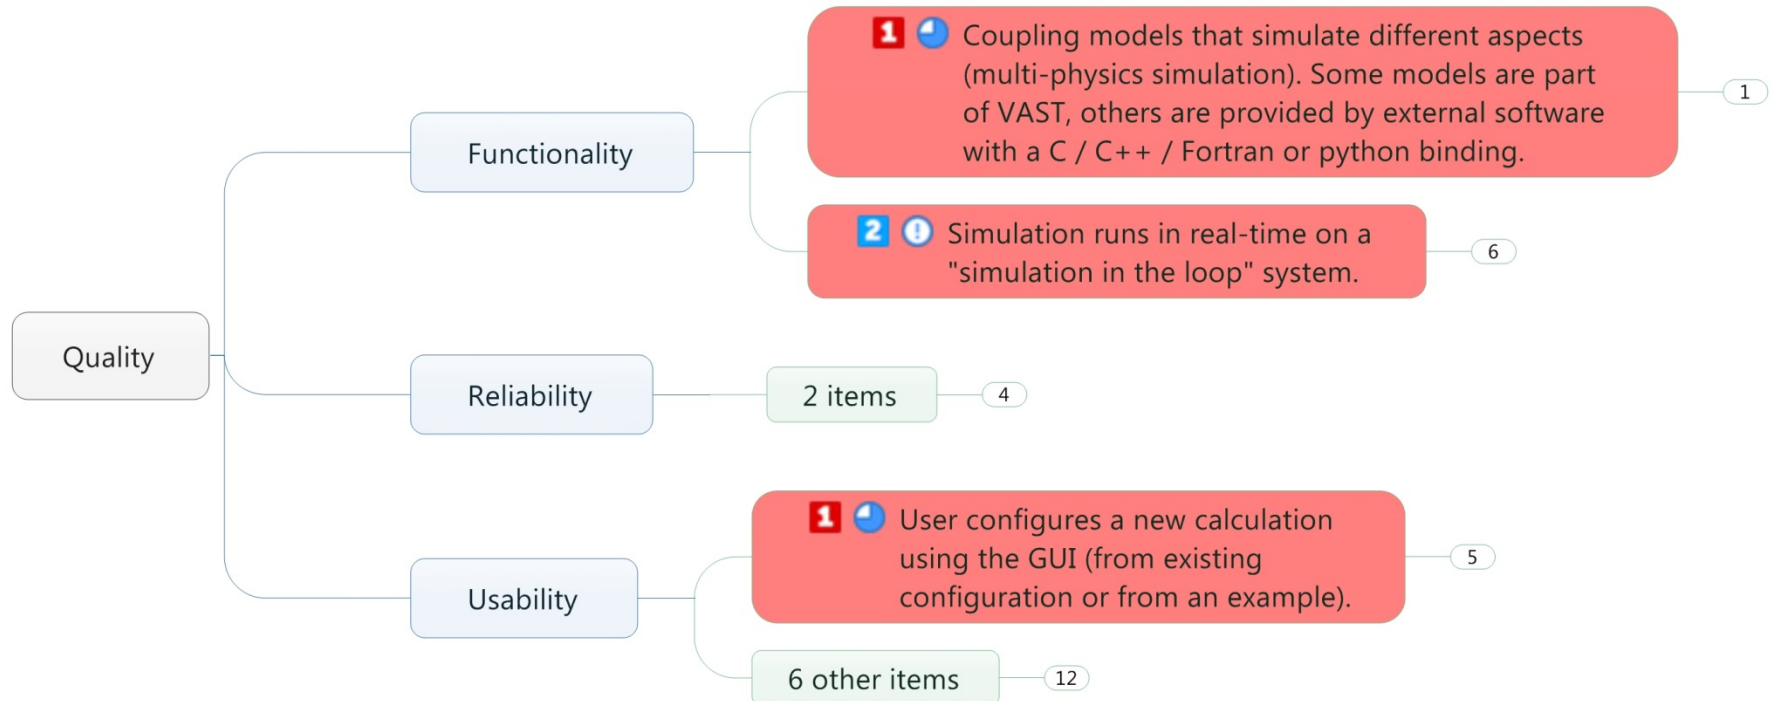 1 Coupling models that simulate different aspects
(multi-physics simulation). Some models are part
of VAST, others are provided by external software
with a C / C++ / Fortran or python binding.
1
Functionality
2 ! Simulation runs in real-time on a
"simulation in the loop" system.
6
Quality
Reliability
2 items
4
1 User configures a new calculation
using the GUI (from existing
configuration or from an example).
5
Usability
6 other items
12